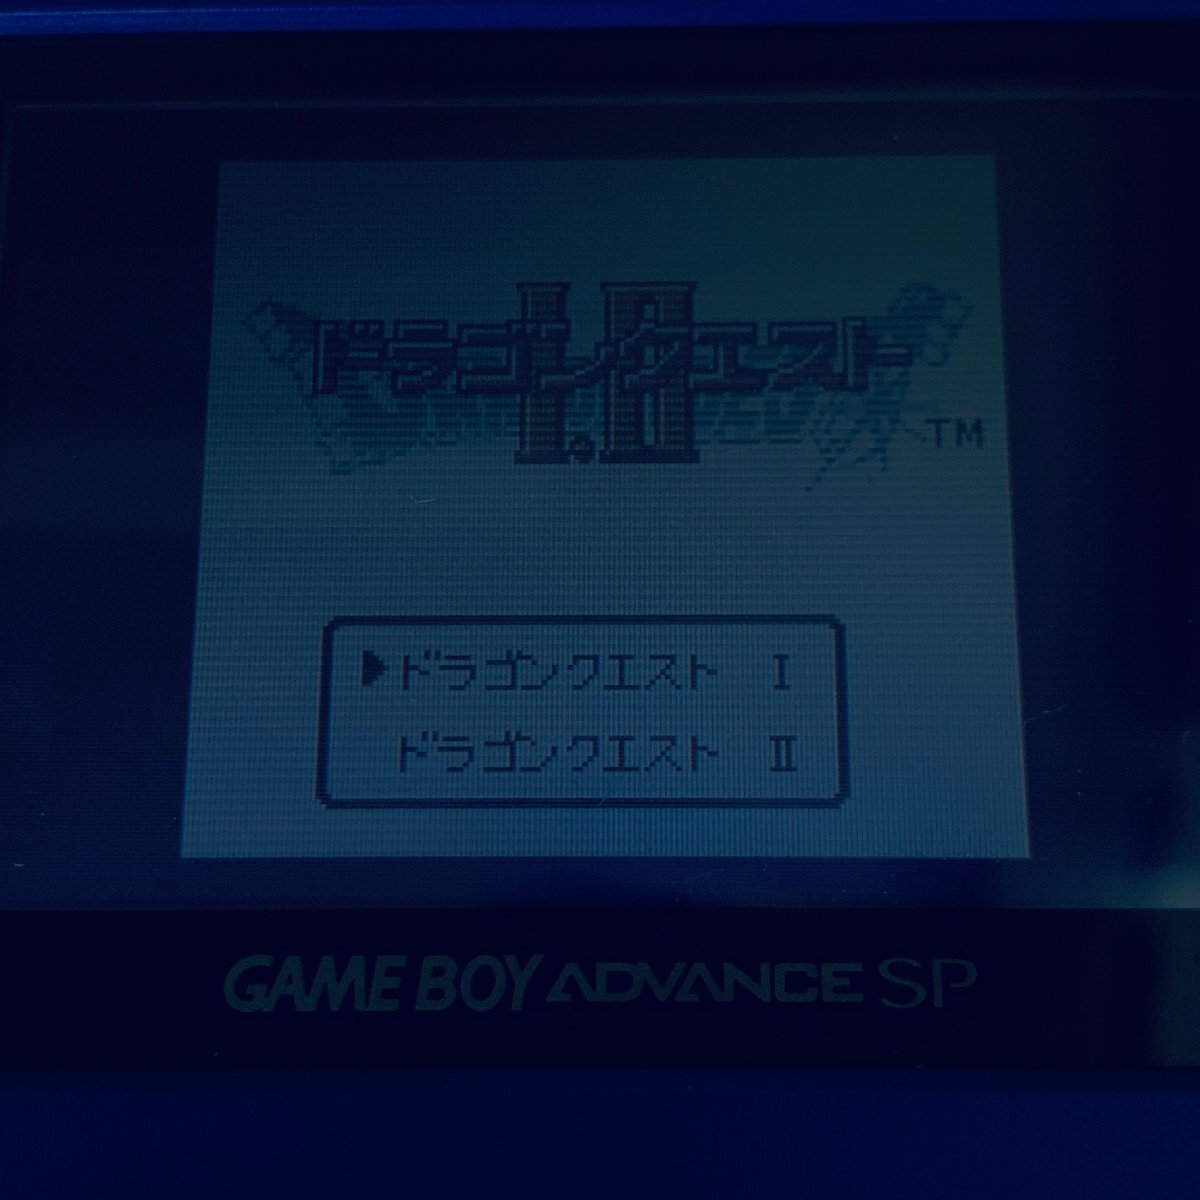 ドラゴンクエスト
I・II
TM
▶ドラゴンクエスト I
ドラゴンクエスト II
GAME BOY ADVANCE SP